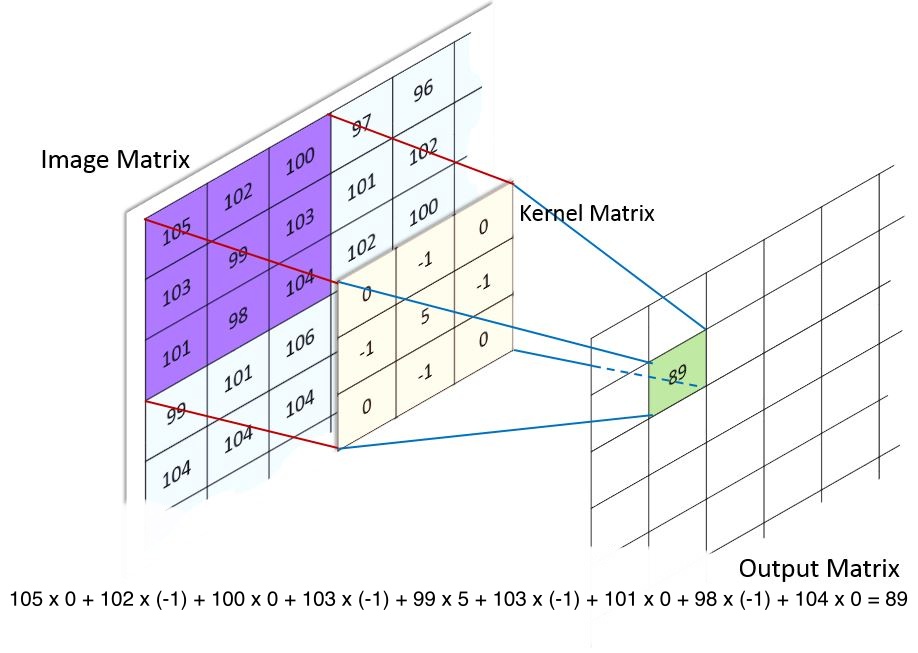 Image Matrix
105 102 100 97 96
103 99 103 101 102
101 98 104 102 100
99 101 106
104 104 104
Kernel Matrix
0 -1 0
-1 5 -1
0 -1 0
89
Output Matrix
105 x 0 + 102 x (-1) + 100 x 0 + 103 x (-1) + 99 x 5 + 103 x (-1) + 101 x 0 + 98 x (-1) + 104 x 0 = 89